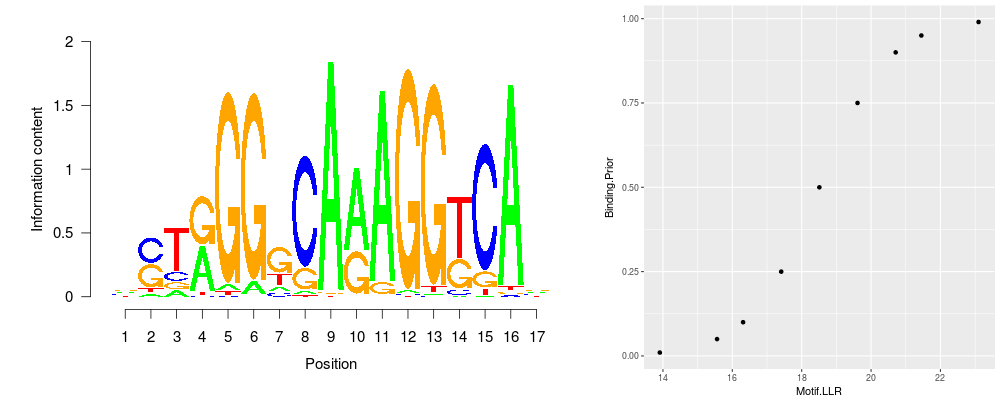 2
1.5
1
0.5
0
Information content
C T G G G G C A A A G G T C A
G C A T G G G G
1 2 3 4 5 6 7 8 9 10 11 12 13 14 15 16 17
Position
1.00
0.75
0.50
0.25
0.00
Binding.Prior
14 16 18 20 22
Motif.LLR